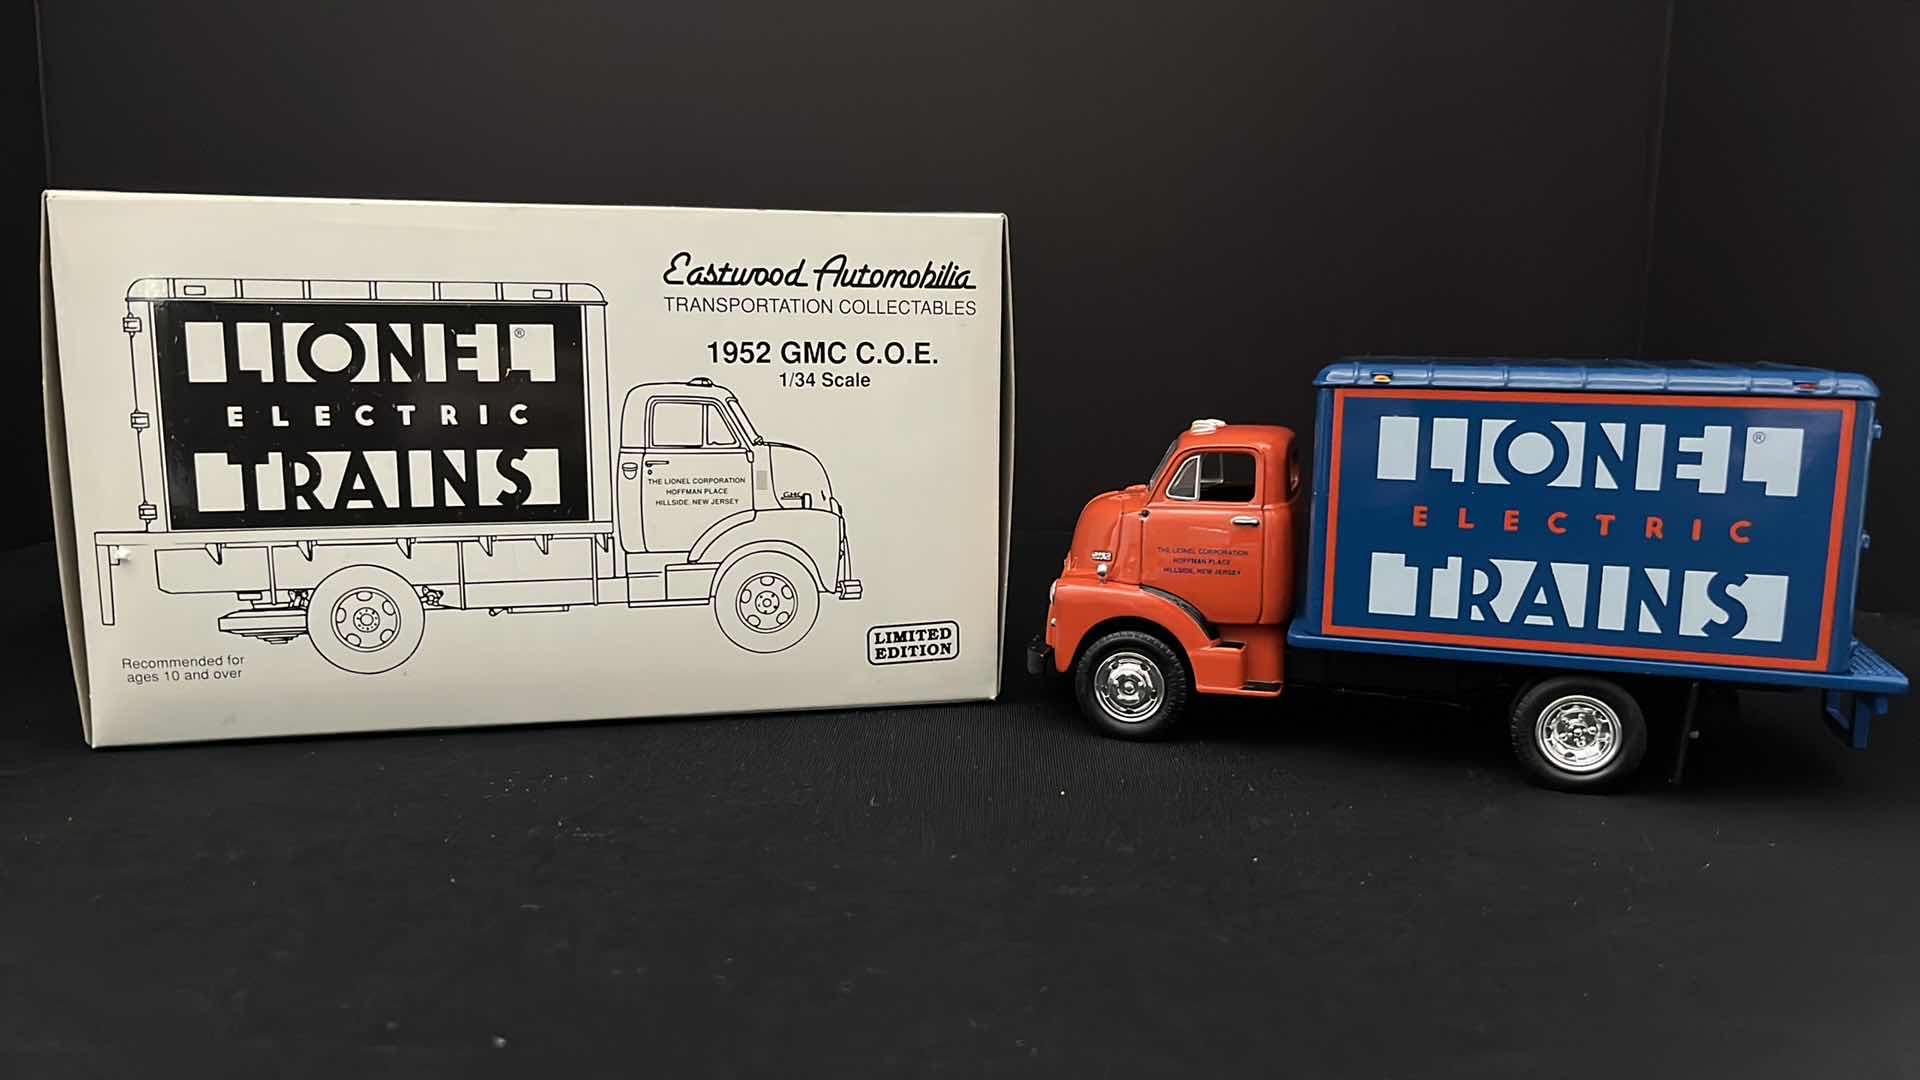 Eastwood Automobilia
TRANSPORTATION COLLECTABLES
1952 GMC C.O.E.
1/34 Scale
LIONEL®
ELECTRIC
TRAINS
THE LIONEL CORPORATION
HOFFMAN PLACE
HILLSIDE, NEW JERSEY
GMC
Recommended for
ages 10 and over
LIMITED
EDITION
LIONEL®
ELECTRIC
TRAINS
GMC
THE LIONEL CORPORATION
HOFFMAN PLACE
HILLSIDE, NEW JERSEY